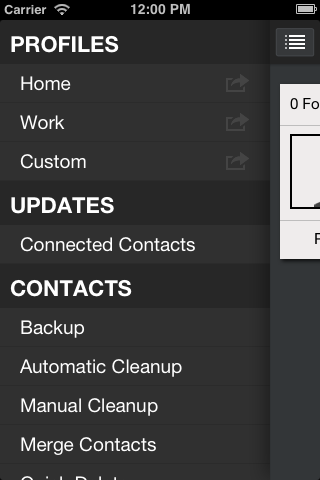 Carrier 12:00 PM
PROFILES
Home
0 Fo
Work
Custom
UPDATES
Connected Contacts
CONTACTS
Backup
Automatic Cleanup
Manual Cleanup
Merge Contacts